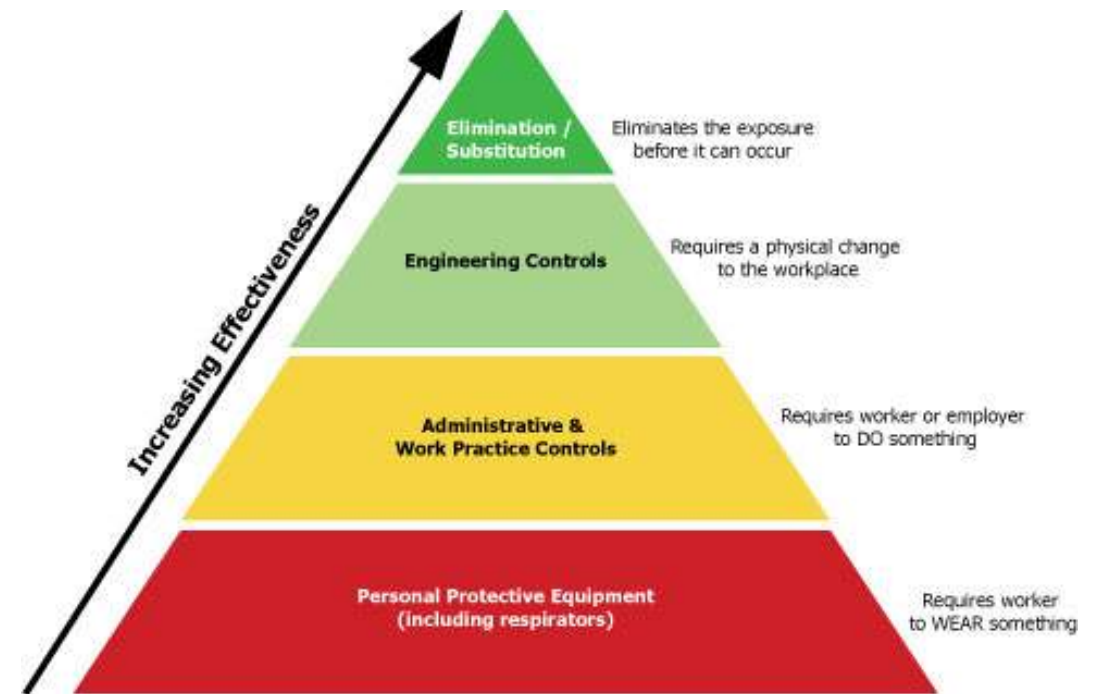 Elimination /
Substitution
Eliminates the exposure
before it can occur
Increasing Effectiveness
Engineering Controls
Requires a physical change
to the workplace
Administrative &
Work Practice Controls
Requires worker or employer
to DO something
Personal Protective Equipment
(including respirators)
Requires worker
to WEAR something